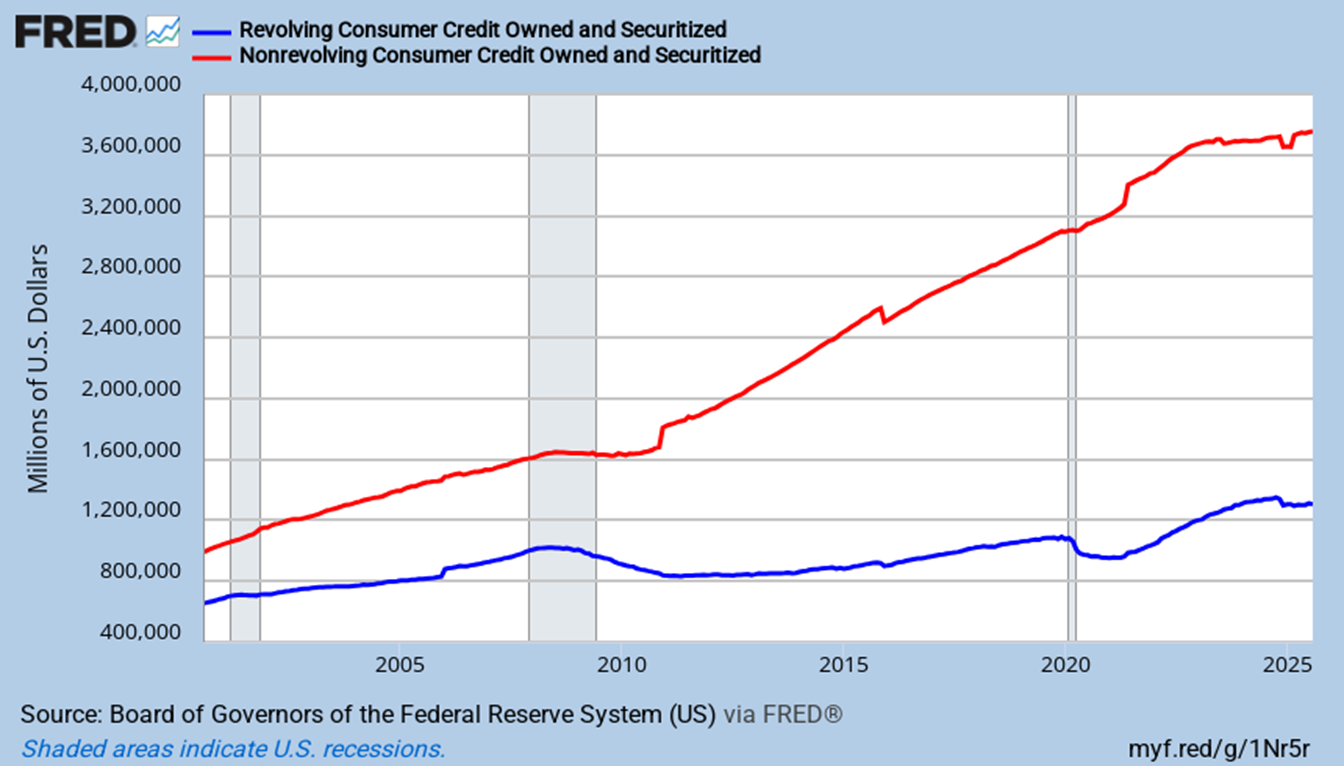 FRED
Revolving Consumer Credit Owned and Securitized
Nonrevolving Consumer Credit Owned and Securitized
Millions of U.S. Dollars
4,000,000
3,600,000
3,200,000
2,800,000
2,400,000
2,000,000
1,600,000
1,200,000
800,000
400,000
2005 2010 2015 2020 2025
Source: Board of Governors of the Federal Reserve System (US) via FRED®
Shaded areas indicate U.S. recessions.
myf.red/g/1Nr5r